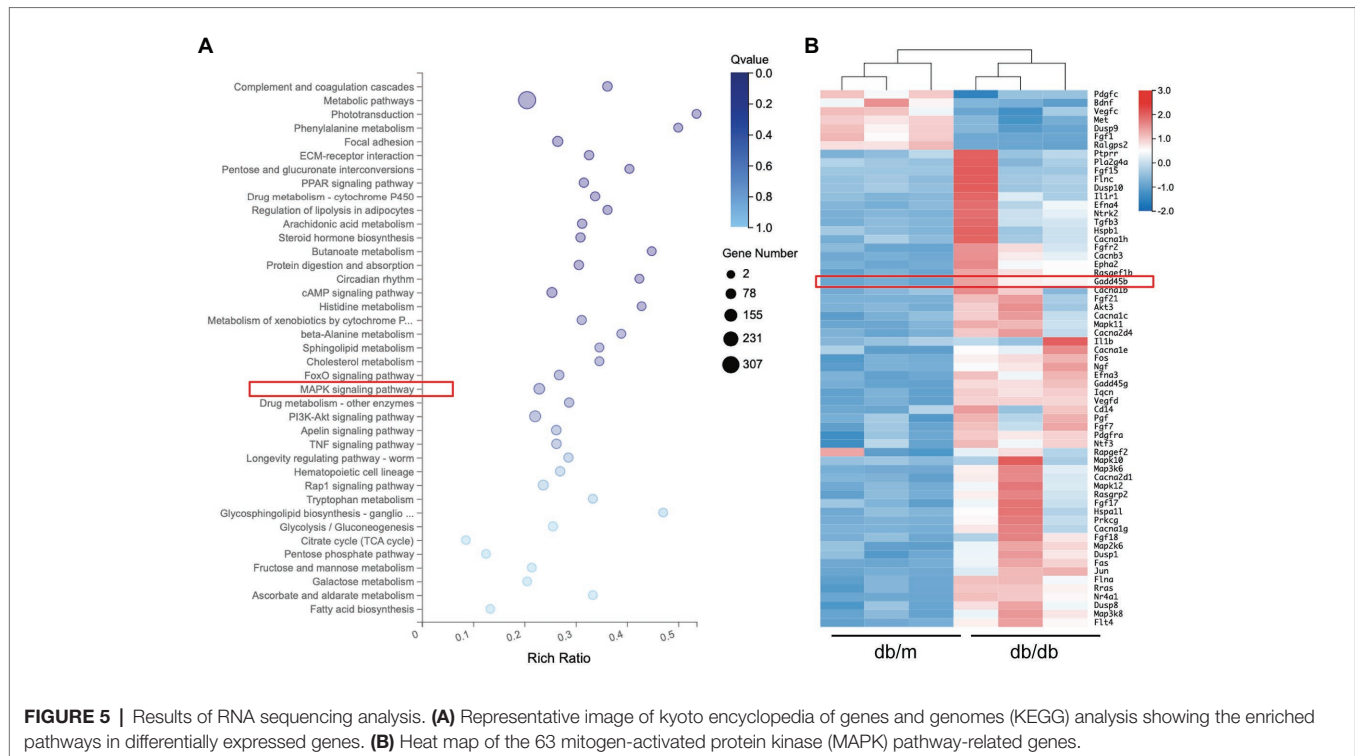 A
Complement and coagulation cascades
Metabolic pathways
Phototransduction
Phenylalanine metabolism
Focal adhesion
ECM-receptor interaction
Pentose and glucuronate interconversions
PPAR signaling pathway
Drug metabolism - cytochrome P450
Regulation of lipolysis in adipocytes
Arachidonic acid metabolism
Steroid hormone biosynthesis
Butanoate metabolism
Protein digestion and absorption
Circadian rhythm
cAMP signaling pathway
Histidine metabolism
Metabolism of xenobiotics by cytochrome P...
beta-Alanine metabolism
Sphingolipid metabolism
Cholesterol metabolism
FoxO signaling pathway
MAPK signaling pathway
Drug metabolism - other enzymes
PI3K-Akt signaling pathway
Apelin signaling pathway
TNF signaling pathway
Longevity regulating pathway - worm
Hematopoietic cell lineage
Rap1 signaling pathway
Tryptophan metabolism
Glycosphingolipid biosynthesis - ganglio ...
Glycolysis / Gluconeogenesis
Citrate cycle (TCA cycle)
Pentose phosphate pathway
Fructose and mannose metabolism
Galactose metabolism
Ascorbate and aldarate metabolism
Fatty acid biosynthesis
0 0.1 0.2 0.3 0.4 0.5
Rich Ratio
Qvalue
0.0
0.2
0.4
0.6
0.8
1.0
Gene Number
2
78
155
231
307
B
Pdgfc
Bdnf
Vegfc
Met
Dusp9
Fgf1
Ralgps2
Ptprr
Pla2g4a
Fgf15
Flnc
Dusp10
Il1r1
Efna4
Ntrk2
Tgfb3
Hspb1
Cacna1h
Fgfr2
Cacnb3
Epha2
Rasgef1b
Gadd45b
Cacna1b
Fgf21
Akt3
Cacna1c
Mapk11
Cacna2d4
Il1b
Cacna1e
Fos
Ngf
Efna3
Gadd45g
Iqcn
Vegfd
Cd14
Pgf
Fgf7
Pdgfra
Ntf3
Rapgef2
Mapk10
Map3k6
Cacna2d1
Mapk12
Rasgrp2
Fgf17
Hspa1l
Prkcg
Cacna1g
Fgf18
Map2k6
Dusp1
Fas
Jun
Flna
Rras
Nr4a1
Dusp8
Map3k8
Flt4
3.0
2.0
1.0
0.0
-1.0
-2.0
db/m db/db
FIGURE 5 | Results of RNA sequencing analysis. (A) Representative image of kyoto encyclopedia of genes and genomes (KEGG) analysis showing the enriched
pathways in differentially expressed genes. (B) Heat map of the 63 mitogen-activated protein kinase (MAPK) pathway-related genes.